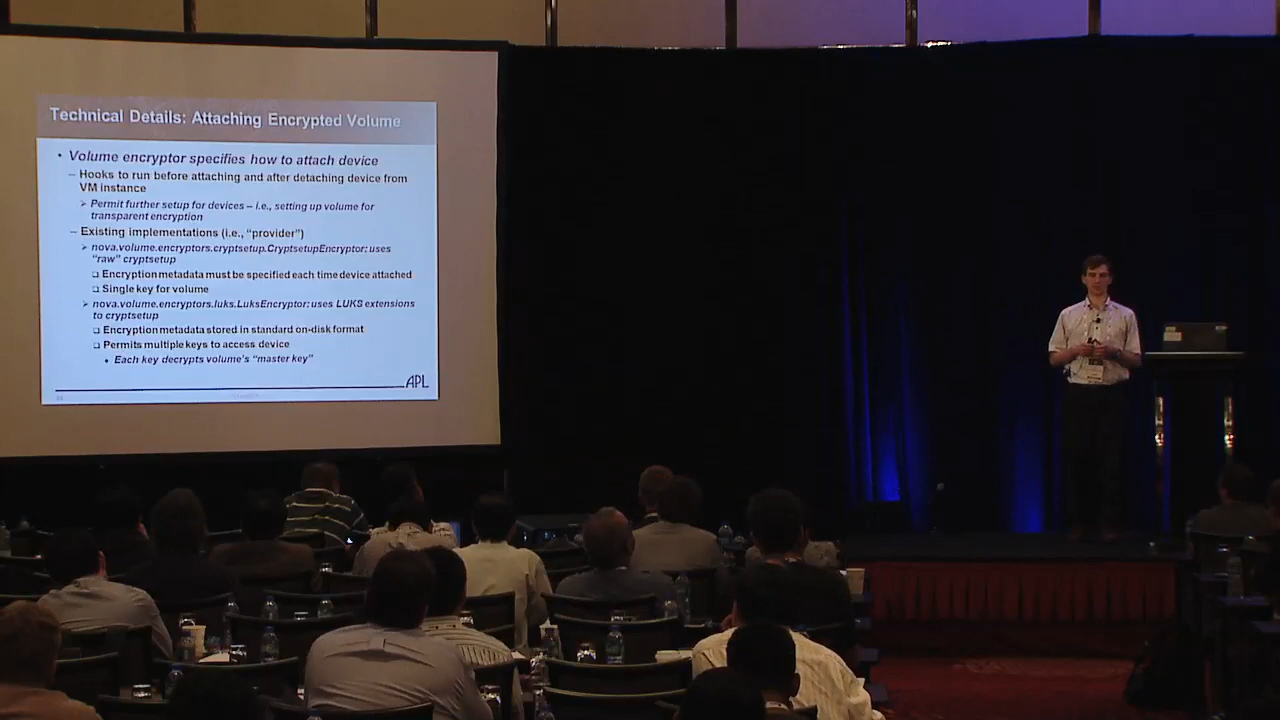 Technical Details: Attaching Encrypted Volume
• Volume encryptor specifies how to attach device
– Hooks to run before attaching and after detaching device from
VM instance
➢ Permit further setup for devices – i.e., setting up volume for
transparent encryption
– Existing implementations (i.e., “provider”)
➢ nova.volume.encryptors.cryptsetup.CryptsetupEncryptor: uses
“raw” cryptsetup
❑ Encryption metadata must be specified each time device attached
❑ Single key for volume
➢ nova.volume.encryptors.luks.LuksEncryptor: uses LUKS extensions
to cryptsetup
❑ Encryption metadata stored in standard on-disk format
❑ Permits multiple keys to access device
• Each key decrypts volume’s “master key”
APL